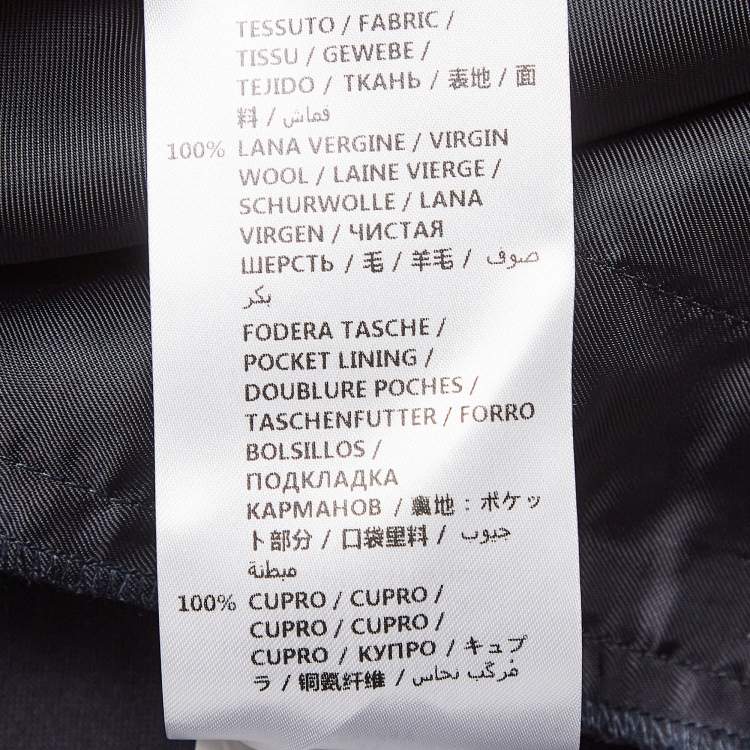 TESSUTO / FABRIC /
TISSU / GEWEBE /
TEJIDO / ТКАНЬ / 表地 / 面
料 / قماش
100% LANA VERGINE / VIRGIN
WOOL / LAINE VIERGE /
SCHURWOLLE / LANA
VIRGEN / ЧИСТАЯ
ШЕРСТЬ / 毛 / 羊毛 / صوف
بكر
FODERA TASCHE /
POCKET LINING /
DOUBLURE POCHES /
TASCHENFUTTER / FORRO
BOLSILLOS /
ПОДКЛАДКА
КАРМАНОВ / 裏地：ポケッ
ト部分 / 口袋里料 / جيوب
مبطنة
100% CUPRO / CUPRO /
CUPRO / CUPRO /
CUPRO / КУПРО / キュプ
ラ / 铜氨纤维 / مركب نحاس